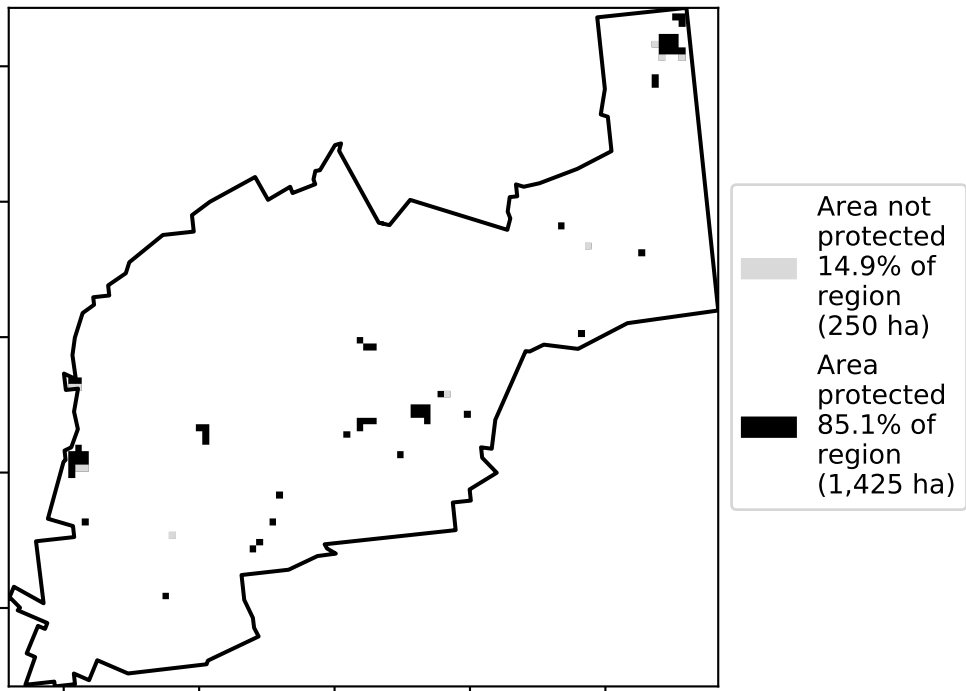 Area not
protected
14.9% of
region
(250 ha)
Area
protected
85.1% of
region
(1,425 ha)